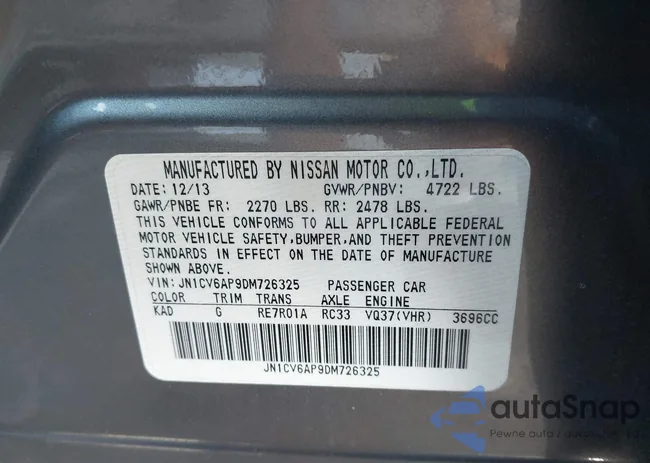 MANUFACTURED BY NISSAN MOTOR CO.,LTD.
DATE: 12/13 GVWR/PNBV: 4722 LBS.
GAWR/PNBE FR: 2270 LBS. RR: 2478 LBS.
THIS VEHICLE CONFORMS TO ALL APPLICABLE FEDERAL
MOTOR VEHICLE SAFETY,BUMPER,AND THEFT PREVENTION
STANDARDS IN EFFECT ON THE DATE OF MANUFACTURE
SHOWN ABOVE.
VIN: JN1CV6AP9DM726325 PASSENGER CAR
COLOR TRIM TRANS AXLE ENGINE
KAD G RE7R01A RC33 VQ37(VHR) 3696CC
JN1CV6AP9DM726325
autaSnap
Pewne auto